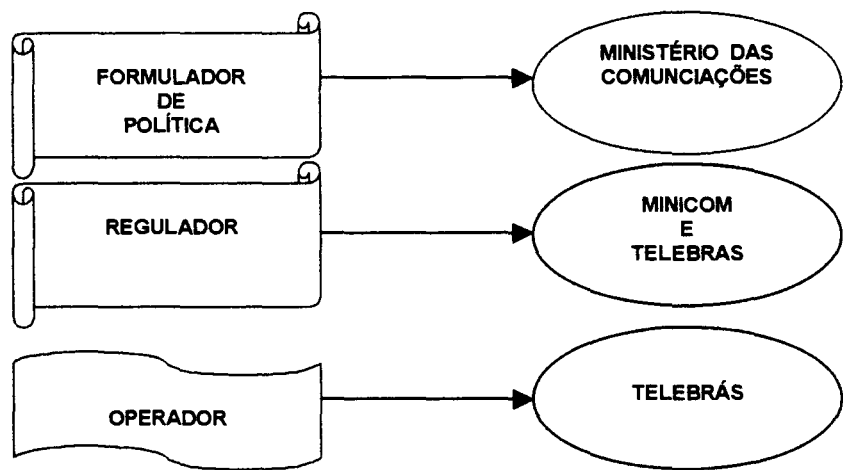 FORMULADOR
DE
POLÍTICA
MINISTÉRIO DAS
COMUNCIAÇÕES
REGULADOR
MINICOM
E
TELEBRAS
OPERADOR
TELEBRÁS